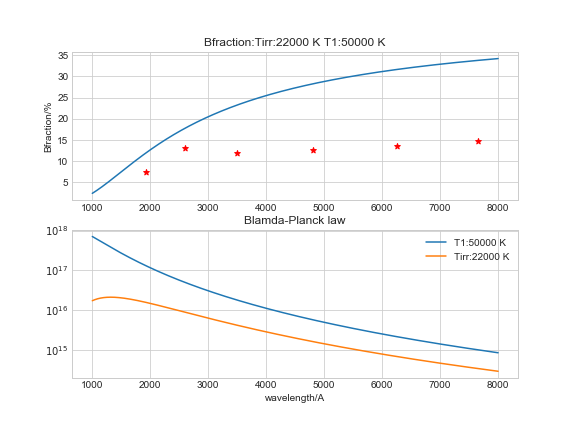 Bfraction:Tirr:22000 K T1:50000 K
Bfraction/%
35
30
25
20
15
10
5
1000 2000 3000 4000 5000 6000 7000 8000
Blamda-Planck law
10^18
10^17
10^16
10^15
T1:50000 K
Tirr:22000 K
1000 2000 3000 4000 5000 6000 7000 8000
wavelength/A